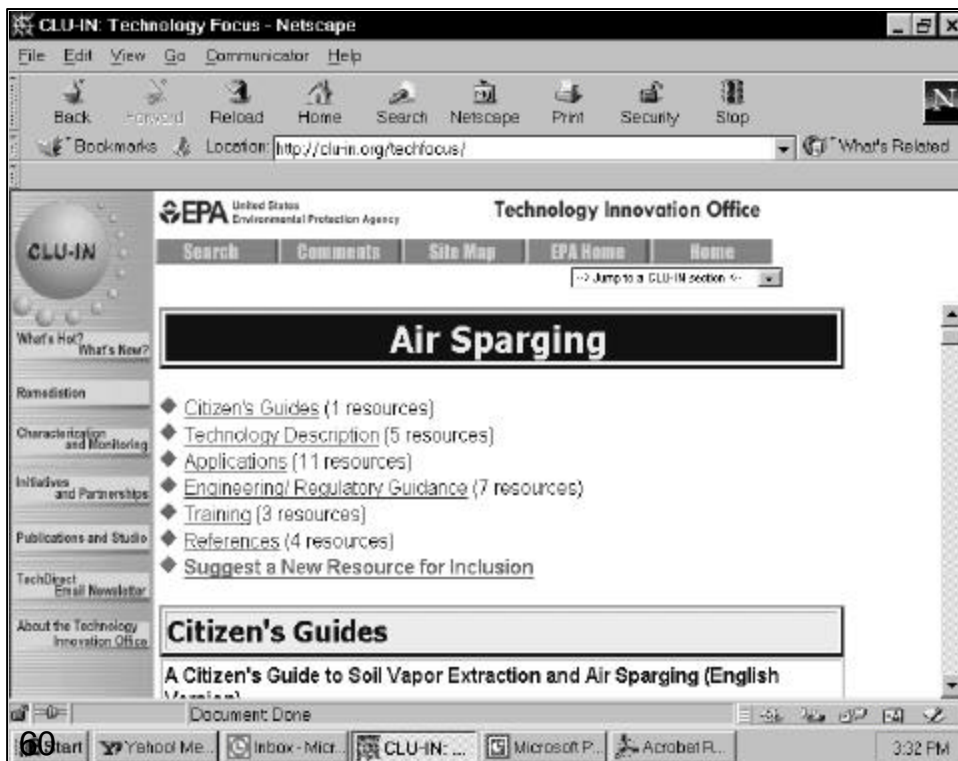 CLU-IN: Technology Focus - Netscape
File Edit View Go Communicator Help
Back Forward Reload Home Search Netscape Print Security Stop
Bookmarks Location: http://clu-in.org/techfocus/ What's Related
CLU-IN
EPA United States Environmental Protection Agency
Technology Innovation Office
Search Comments Site Map EPA Home Home
--> Jump to a CLU-IN section <--
What's Hot?
What's New?
Remediation
Characterization
and Monitoring
Initiatives
and Partnerships
Publications and Studio
TechDirect
Email Newsletter
About the Technology
Innovation Office
Air Sparging
Citizen's Guides (1 resources)
Technology Description (5 resources)
Applications (11 resources)
Engineering/ Regulatory Guidance (7 resources)
Training (3 resources)
References (4 resources)
Suggest a New Resource for Inclusion
Citizen's Guides
A Citizen's Guide to Soil Vapor Extraction and Air Sparging (English
Version)
Document: Done
60
Start Yahoo! Me... Inbox - Micr... CLU-IN: ... Microsoft P... Acrobat R... 3:32 PM